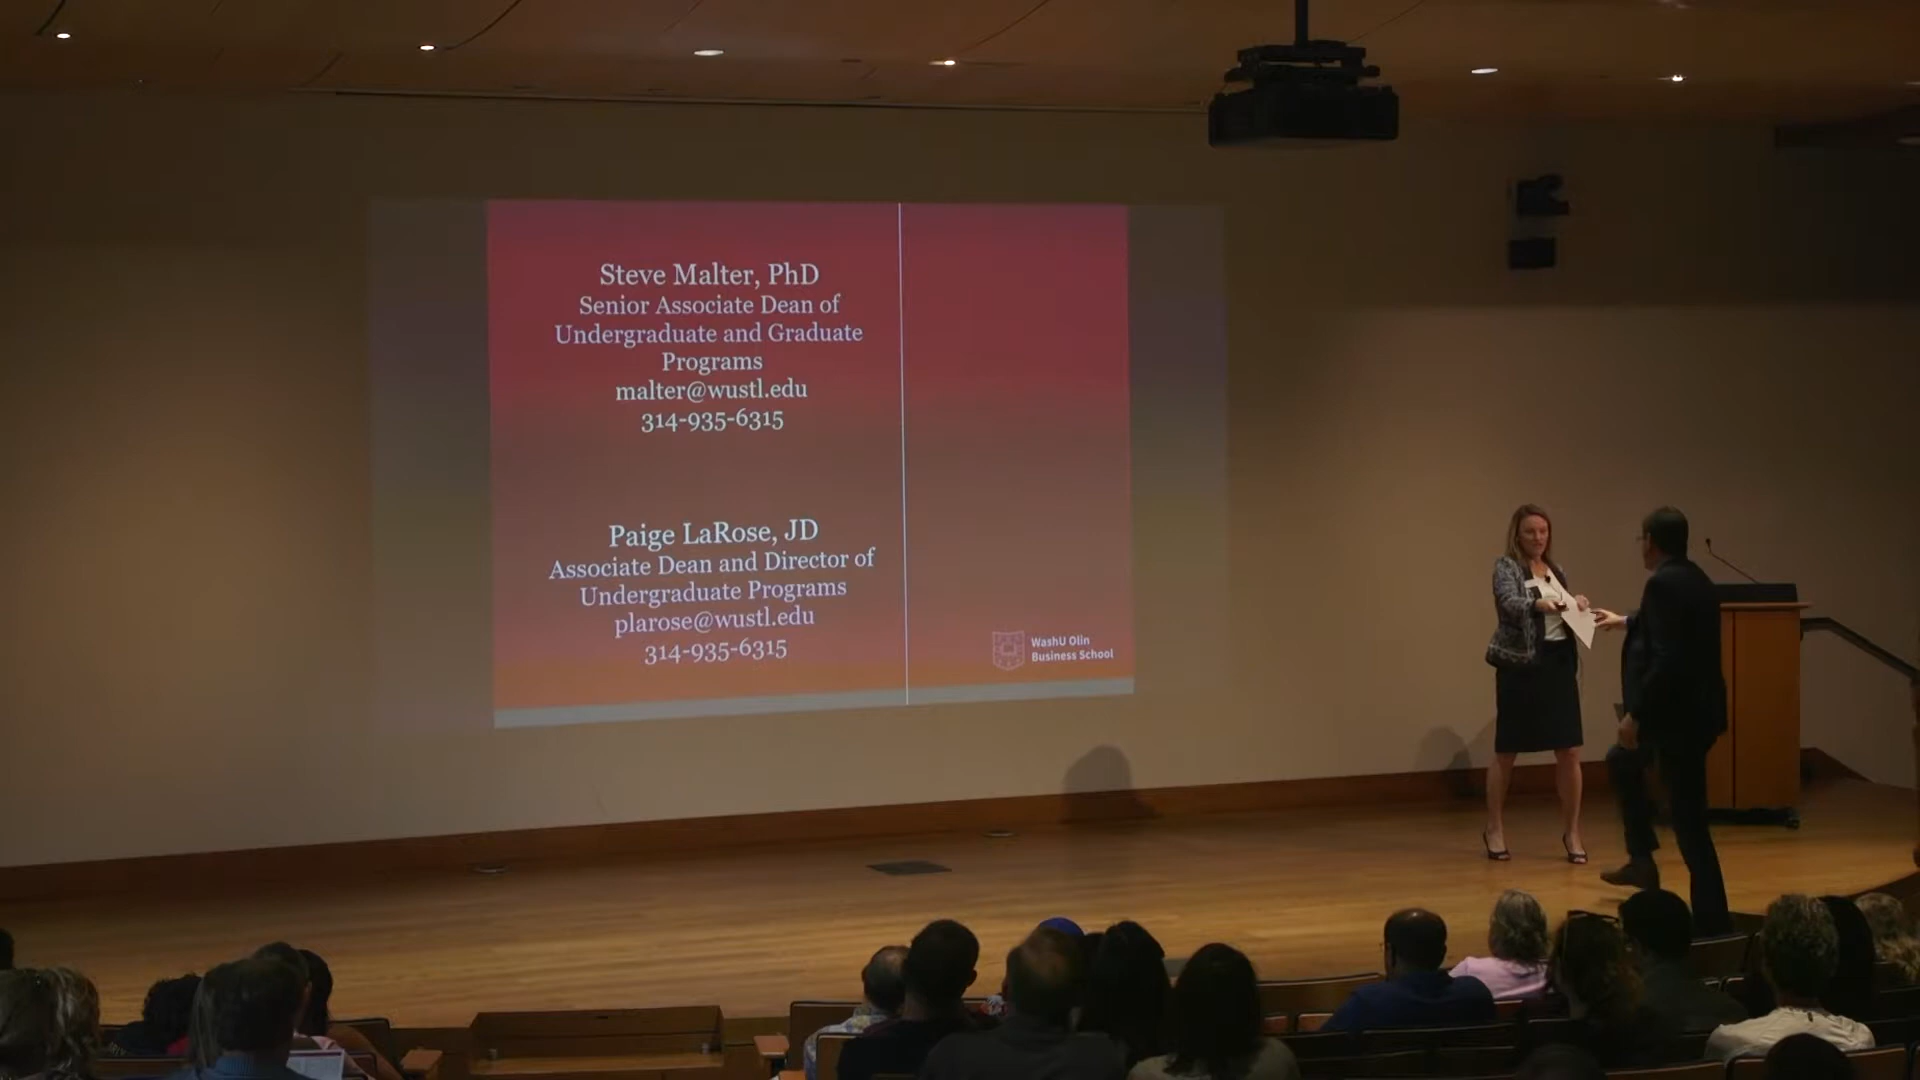 Steve Malter, PhD
Senior Associate Dean of
Undergraduate and Graduate
Programs
malter@wustl.edu
314-935-6315
Paige LaRose, JD
Associate Dean and Director of
Undergraduate Programs
plarose@wustl.edu
314-935-6315
WashU Olin
Business School